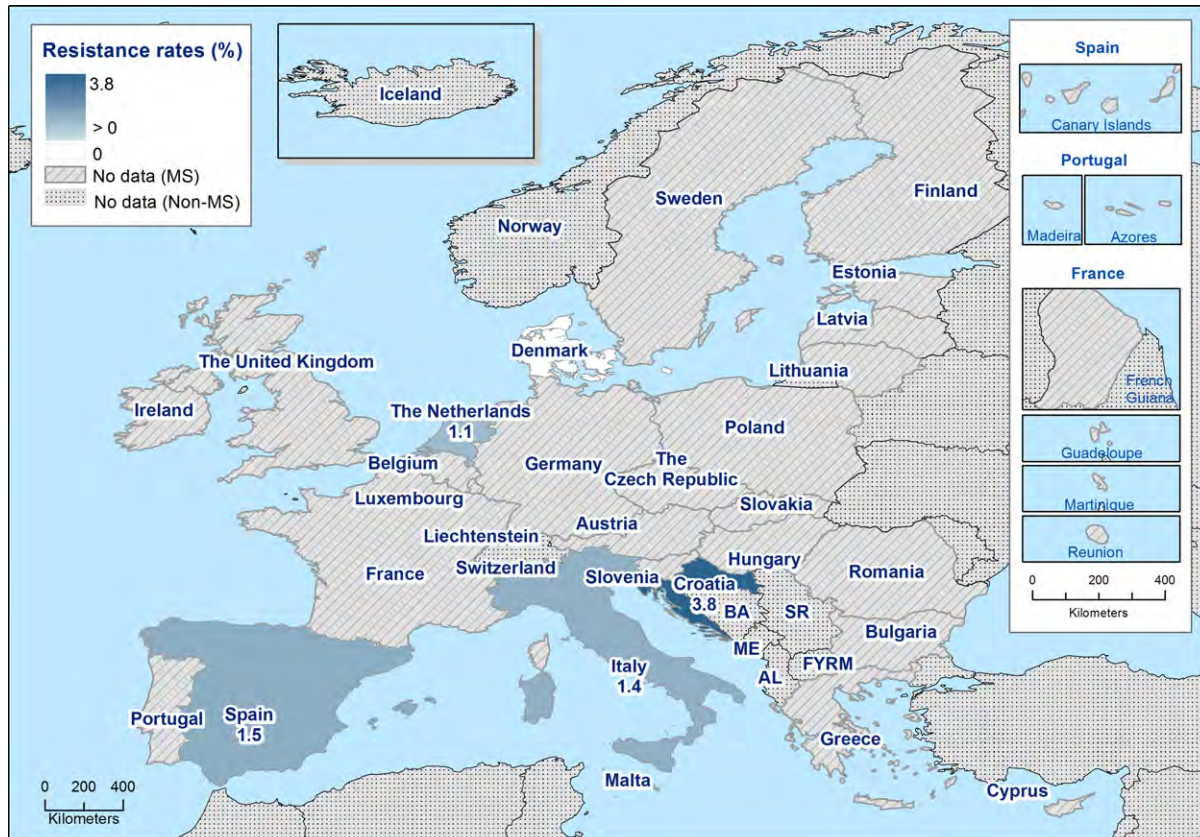 Resistance rates (%)
3.8
> 0
0
No data (MS)
No data (Non-MS)
Iceland
Norway
Sweden
Finland
Estonia
Latvia
Lithuania
Denmark
The United Kingdom
Ireland
The Netherlands
1.1
Belgium
Luxembourg
Germany
Poland
The
Czech Republic
Slovakia
Austria
Liechtenstein
Switzerland
France
Hungary
Slovenia
Croatia
3.8
BA
SR
Romania
Bulgaria
ME
FYRM
AL
Italy
1.4
Portugal
Spain
1.5
Greece
Malta
Cyprus
0 200 400
Kilometers
Spain
Canary Islands
Portugal
Madeira
Azores
France
French
Guiana
Guadeloupe
Martinique
Reunion
0 200 400
Kilometers